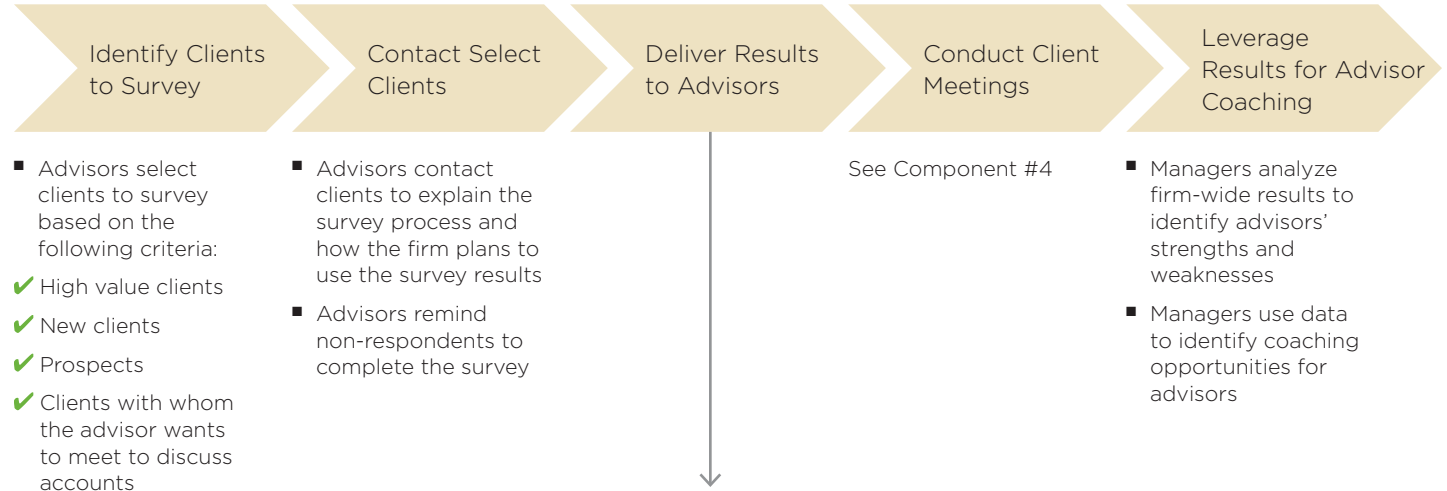 Identify Clients
to Survey
Contact Select
Clients
Deliver Results
to Advisors
Conduct Client
Meetings
Leverage
Results for Advisor
Coaching
■ Advisors select
clients to survey
based on the
following criteria:
✔ High value clients
✔ New clients
✔ Prospects
✔ Clients with whom
the advisor wants
to meet to discuss
accounts
■ Advisors contact
clients to explain the
survey process and
how the firm plans to
use the survey results
■ Advisors remind
non-respondents to
complete the survey
See Component #4
■ Managers analyze
firm-wide results to
identify advisors’
strengths and
weaknesses
■ Managers use data
to identify coaching
opportunities for
advisors